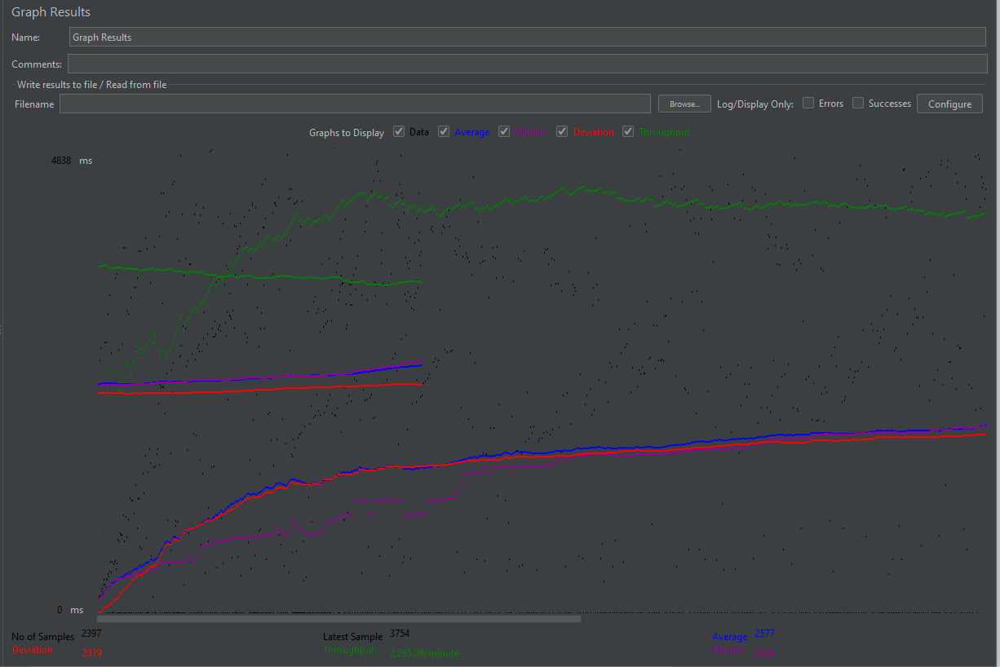 Graph Results
Name: Graph Results
Comments:
Write results to file / Read from file
Filename Browse... Log/Display Only: Errors Successes Configure
Graphs to Display Data Average Median Deviation Throughput
4838 ms
0 ms
No of Samples 2397 Latest Sample 3754 Average 2577
Deviation 2379 Throughput 2,255.06/minute Median